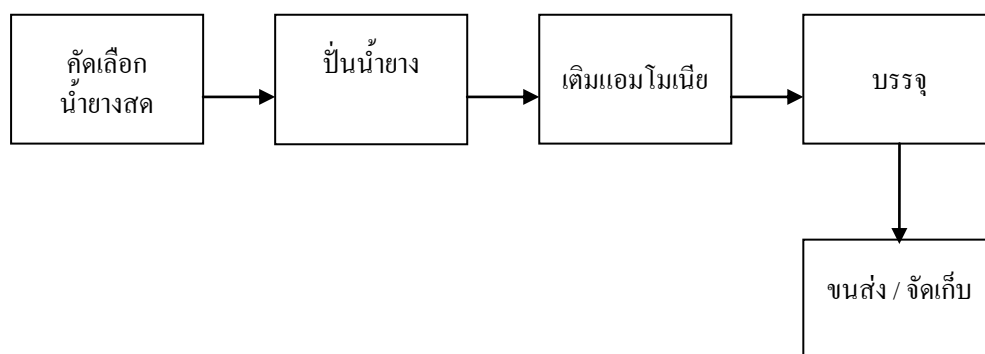 คัดเลือก
น้ำยางสด
ปั่นน้ำยาง
เติมแอมโมเนีย
บรรจุ
ขนส่ง / จัดเก็บ